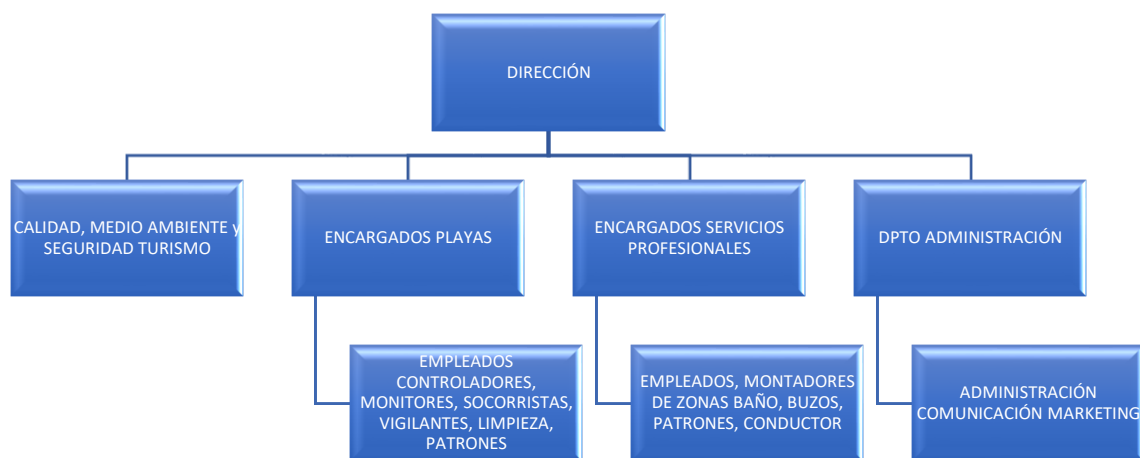 DIRECCIÓN
CALIDAD, MEDIO AMBIENTE y
SEGURIDAD TURISMO
ENCARGADOS PLAYAS
ENCARGADOS SERVICIOS
PROFESIONALES
DPTO ADMINISTRACIÓN
EMPLEADOS
CONTROLADORES,
MONITORES, SOCORRISTAS,
VIGILANTES, LIMPIEZA,
PATRONES
EMPLEADOS, MONTADORES
DE ZONAS BAÑO, BUZOS,
PATRONES, CONDUCTOR
ADMINISTRACIÓN
COMUNICACIÓN MARKETING